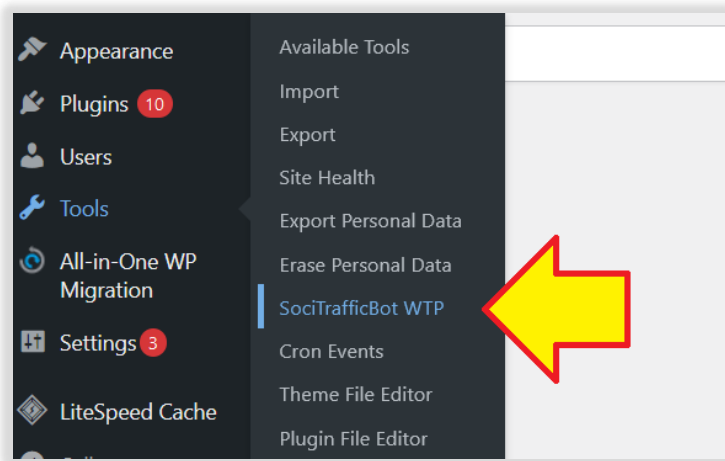 Appearance
Plugins 10
Users
Tools
All-in-One WP
Migration
Settings 3
LiteSpeed Cache
Available Tools
Import
Export
Site Health
Export Personal Data
Erase Personal Data
SociTrafficBot WTP
Cron Events
Theme File Editor
Plugin File Editor